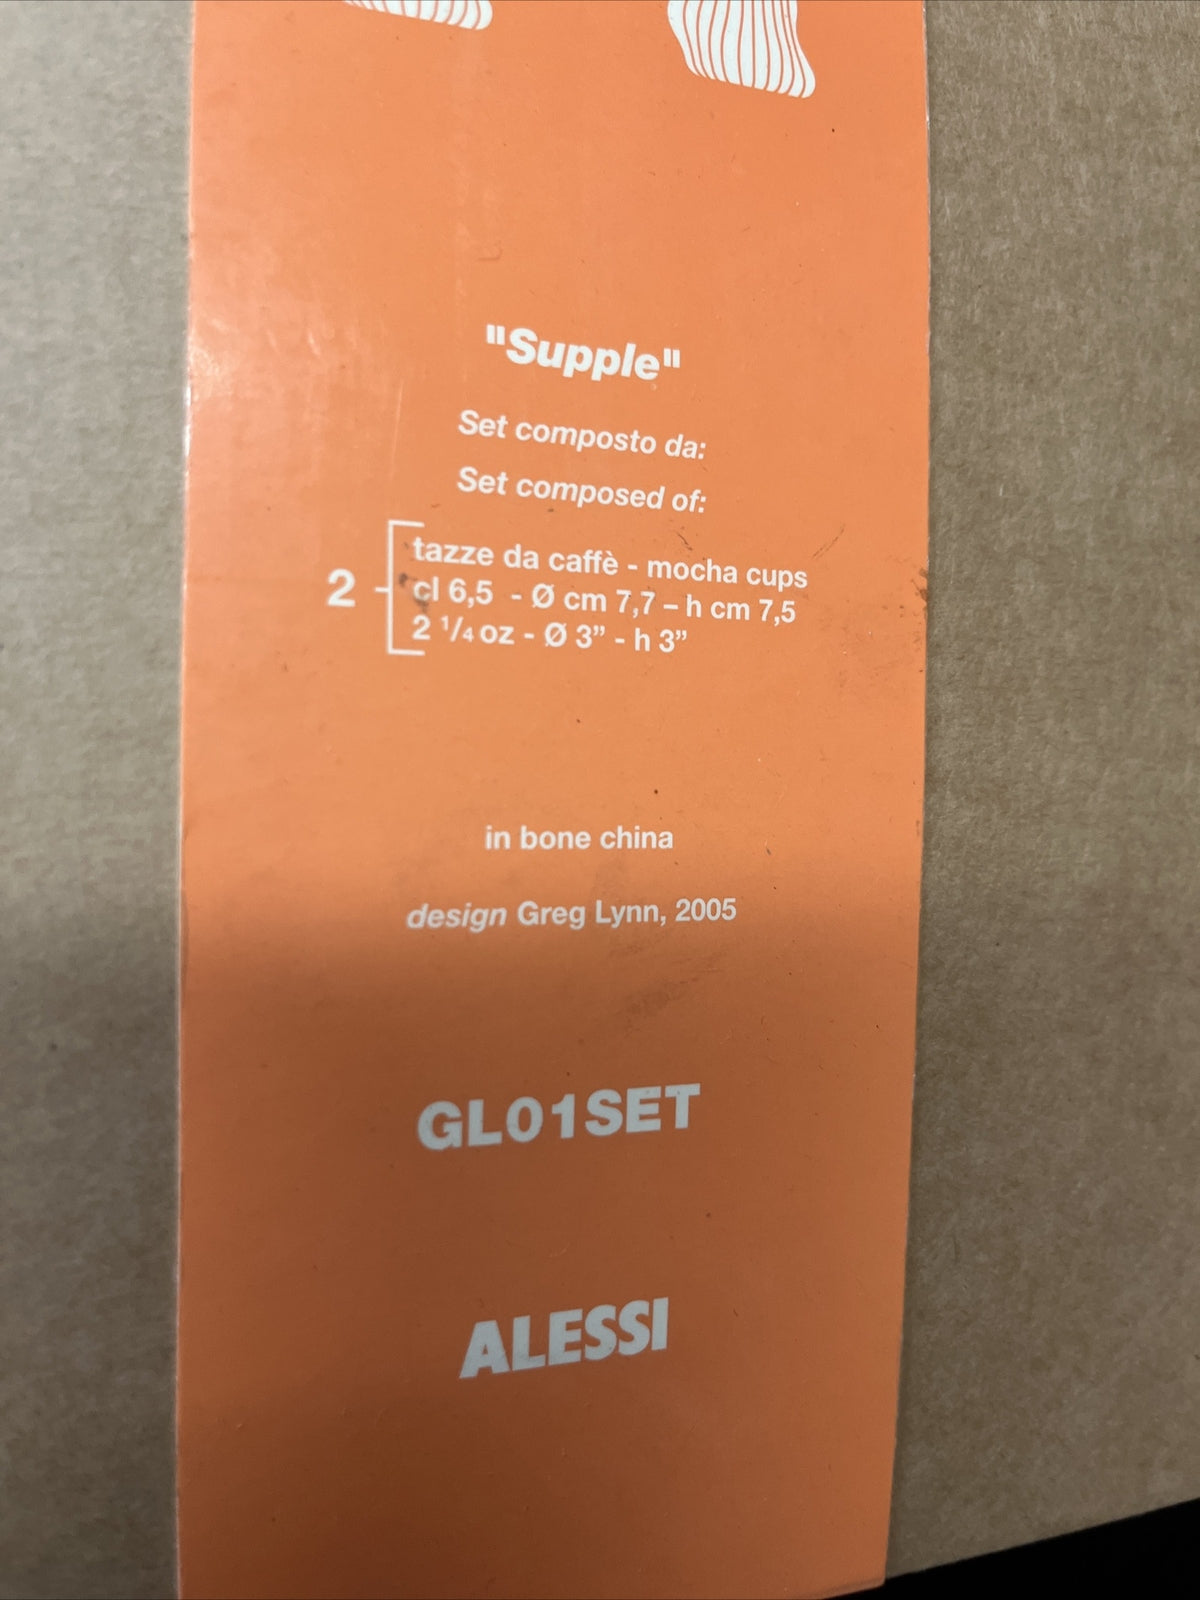 "Supple"
Set composto da:
Set composed of:
2
tazze da caffè - mocha cups
cl 6,5 - Ø cm 7,7 – h cm 7,5
2 1/4 oz - Ø 3” - h 3”
in bone china
design Greg Lynn, 2005
GL01SET
ALESSI